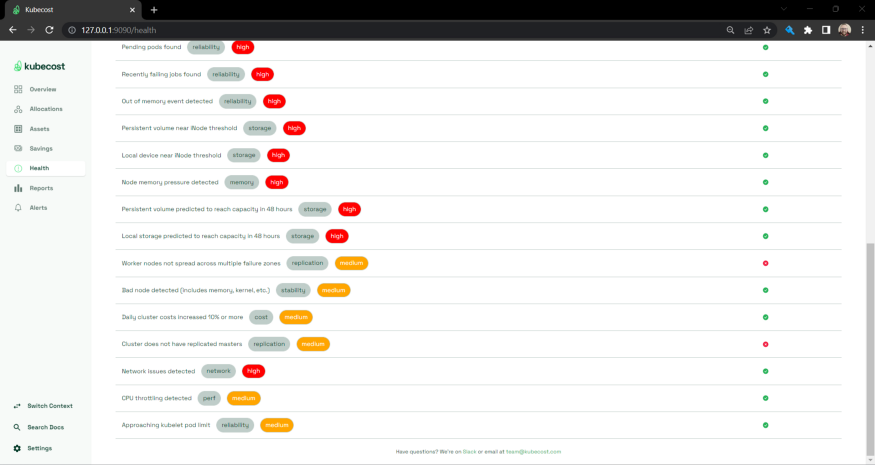 Kubecost
127.0.0.1:9090/health
kubecost
Overview
Allocations
Assets
Savings
Health
Reports
Alerts
Switch Context
Search Docs
Settings
Pending pods found reliability high
Recently failing jobs found reliability high
Out of memory event detected reliability high
Persistent volume near iNode threshold storage high
Local device near iNode threshold storage high
Node memory pressure detected memory high
Persistent volume predicted to reach capacity in 48 hours storage high
Local storage predicted to reach capacity in 48 hours storage high
Worker nodes not spread across multiple failure zones replication medium
Bad node detected (includes memory, kernel, etc.) stability medium
Daily cluster costs increased 10% or more cost medium
Cluster does not have replicated masters replication medium
Network issues detected network high
CPU throttling detected perf medium
Approaching kubelet pod limit reliability medium
Have questions? We're on Slack or email at team@kubecost.com